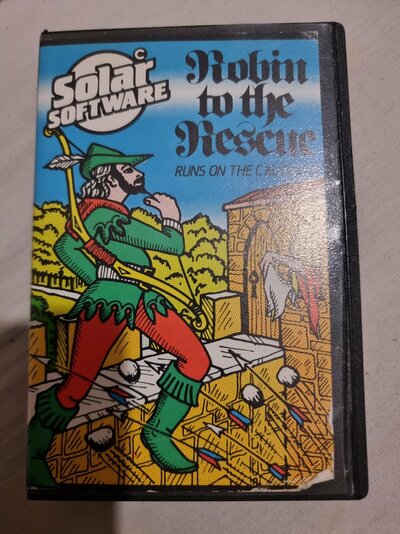 C
Solar
SOFTWARE
Robin
to the
Rescue
RUNS ON THE